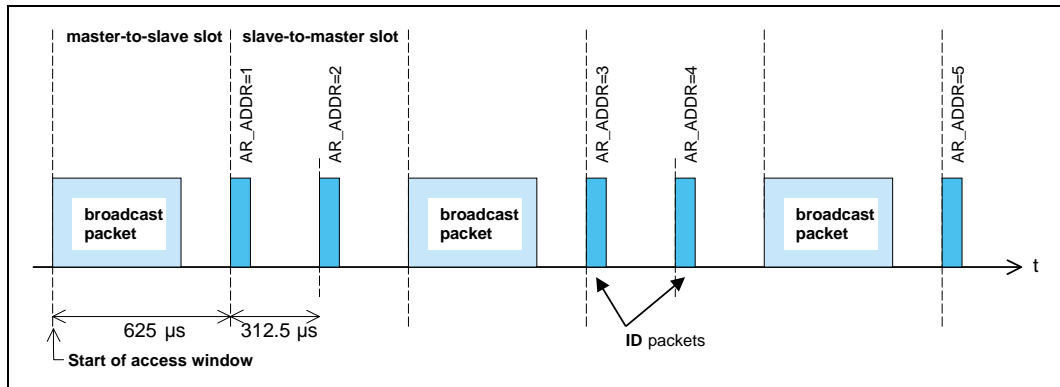 master-to-slave slot
slave-to-master slot
AR_ADDR=1
AR_ADDR=2
AR_ADDR=3
AR_ADDR=4
AR_ADDR=5
broadcast
packet
broadcast
packet
broadcast
packet
t
625 µs
312.5 µs
ID packets
Start of access window